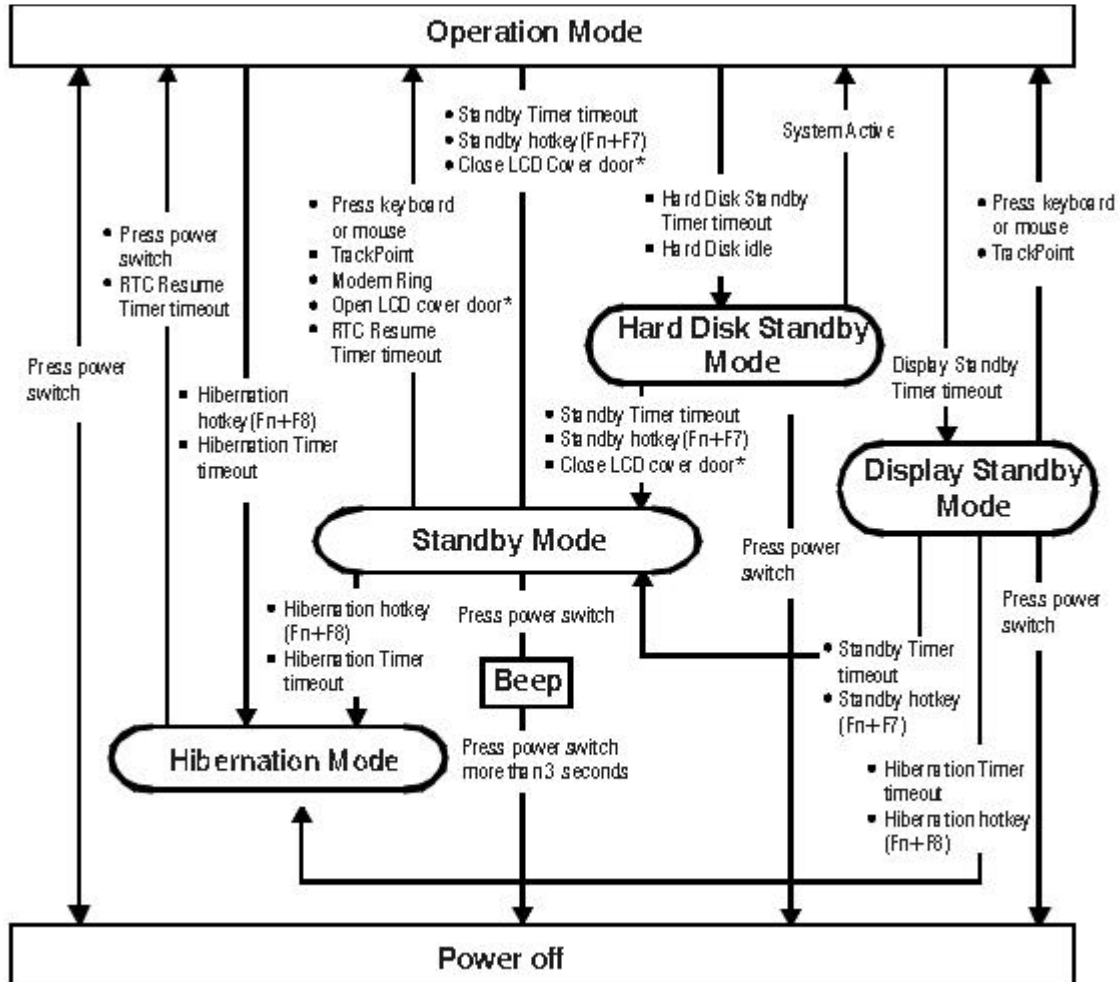 Operation Mode
● Standby Timer timeout
● Standby hotkey(Fn+F7)
● Close LCD Cover door*
System Active
● Press keyboard
or mouse
■ TrackPoint
● Modem Ring
● Open LCD cover door*
■ RTC Resume
Timer timeout
■ Hard Disk Standby
Timer timeout
■ Hard Disk idle
● Press keyboard
or mouse
● TrackPoint
● Press power
switch
● RTC Resume
Timer timeout
Hard Disk Standby
Mode
Press power
switch
■ Hibernation
hotkey(Fn+F8)
■ Hibernation Timer
timeout
Display Standby
Timer timeout
● Standby Timer timeout
■ Standby hotkey(Fn+F7)
■ Close LCD cover door*
Display Standby
Mode
Standby Mode
Press power
switch
● Hibernation hotkey
(Fn+F8)
■ Hibernation Timer
timeout
Press power switch
Press power
switch
Beep
● Standby Timer
timeout
● Standby hotkey
(Fn+F7)
Hibernation Mode
Press power switch
more than 3 seconds
● Hibernation Timer
timeout
● Hibernation hotkey
(Fn+F8)
Power off